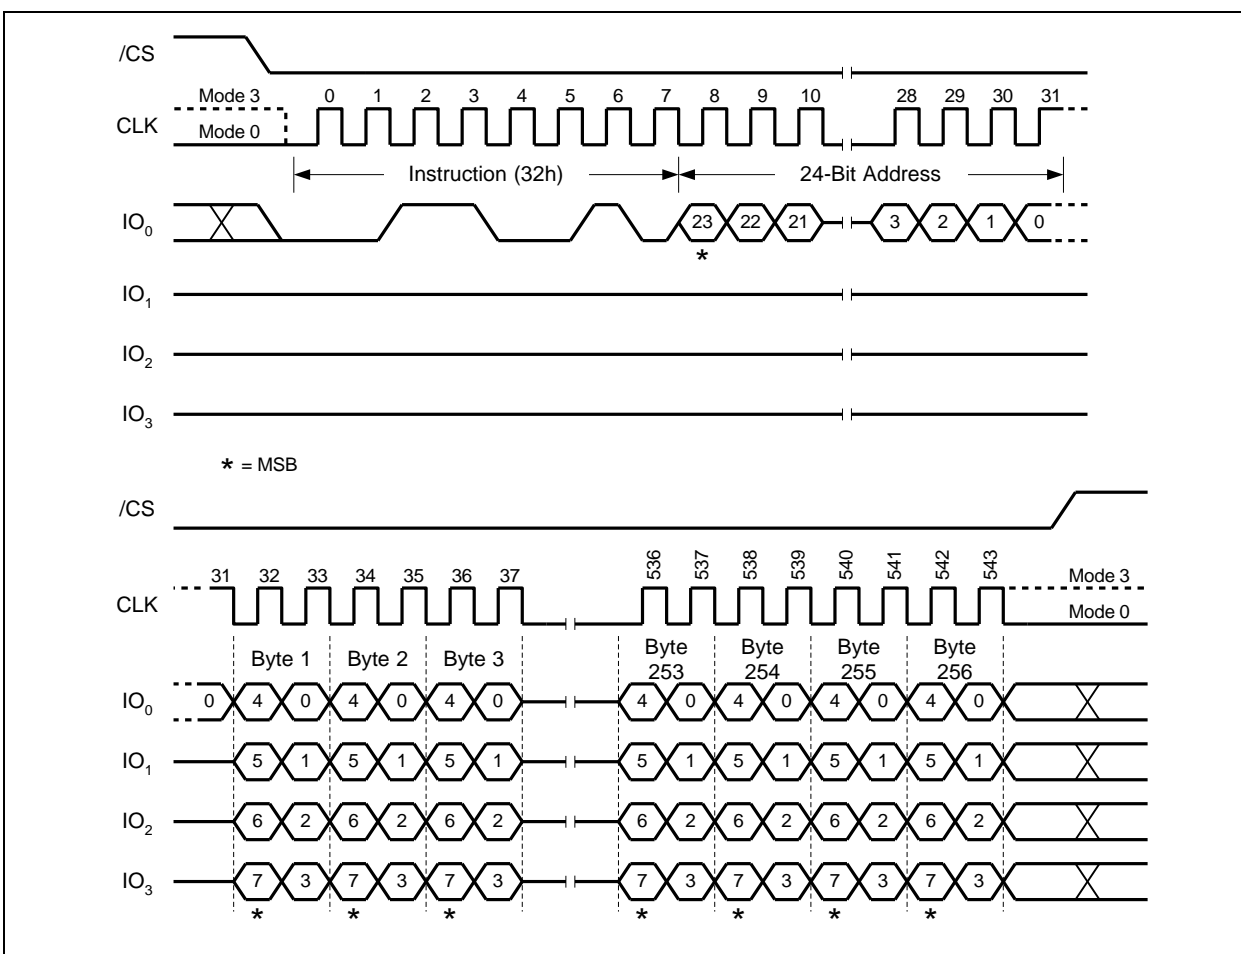 /CS
Mode 3 0 1 2 3 4 5 6 7 8 9 10 28 29 30 31
CLK
Mode 0
Instruction (32h) 24-Bit Address
IO0 23 22 21 3 2 1 0
*
IO1
IO2
IO3
* = MSB
/CS
31 32 33 34 35 36 37 536 537 538 539 540 541 542 543 Mode 3
CLK Mode 0
Byte 1 Byte 2 Byte 3 Byte 253 Byte 254 Byte 255 Byte 256
IO0 0 4 0 4 0 4 0 4 0 4 0 4 0 4 0
IO1 5 1 5 1 5 1 5 1 5 1 5 1 5 1
IO2 6 2 6 2 6 2 6 2 6 2 6 2 6 2
IO3 7 3 7 3 7 3 7 3 7 3 7 3 7 3
* * * * * * *